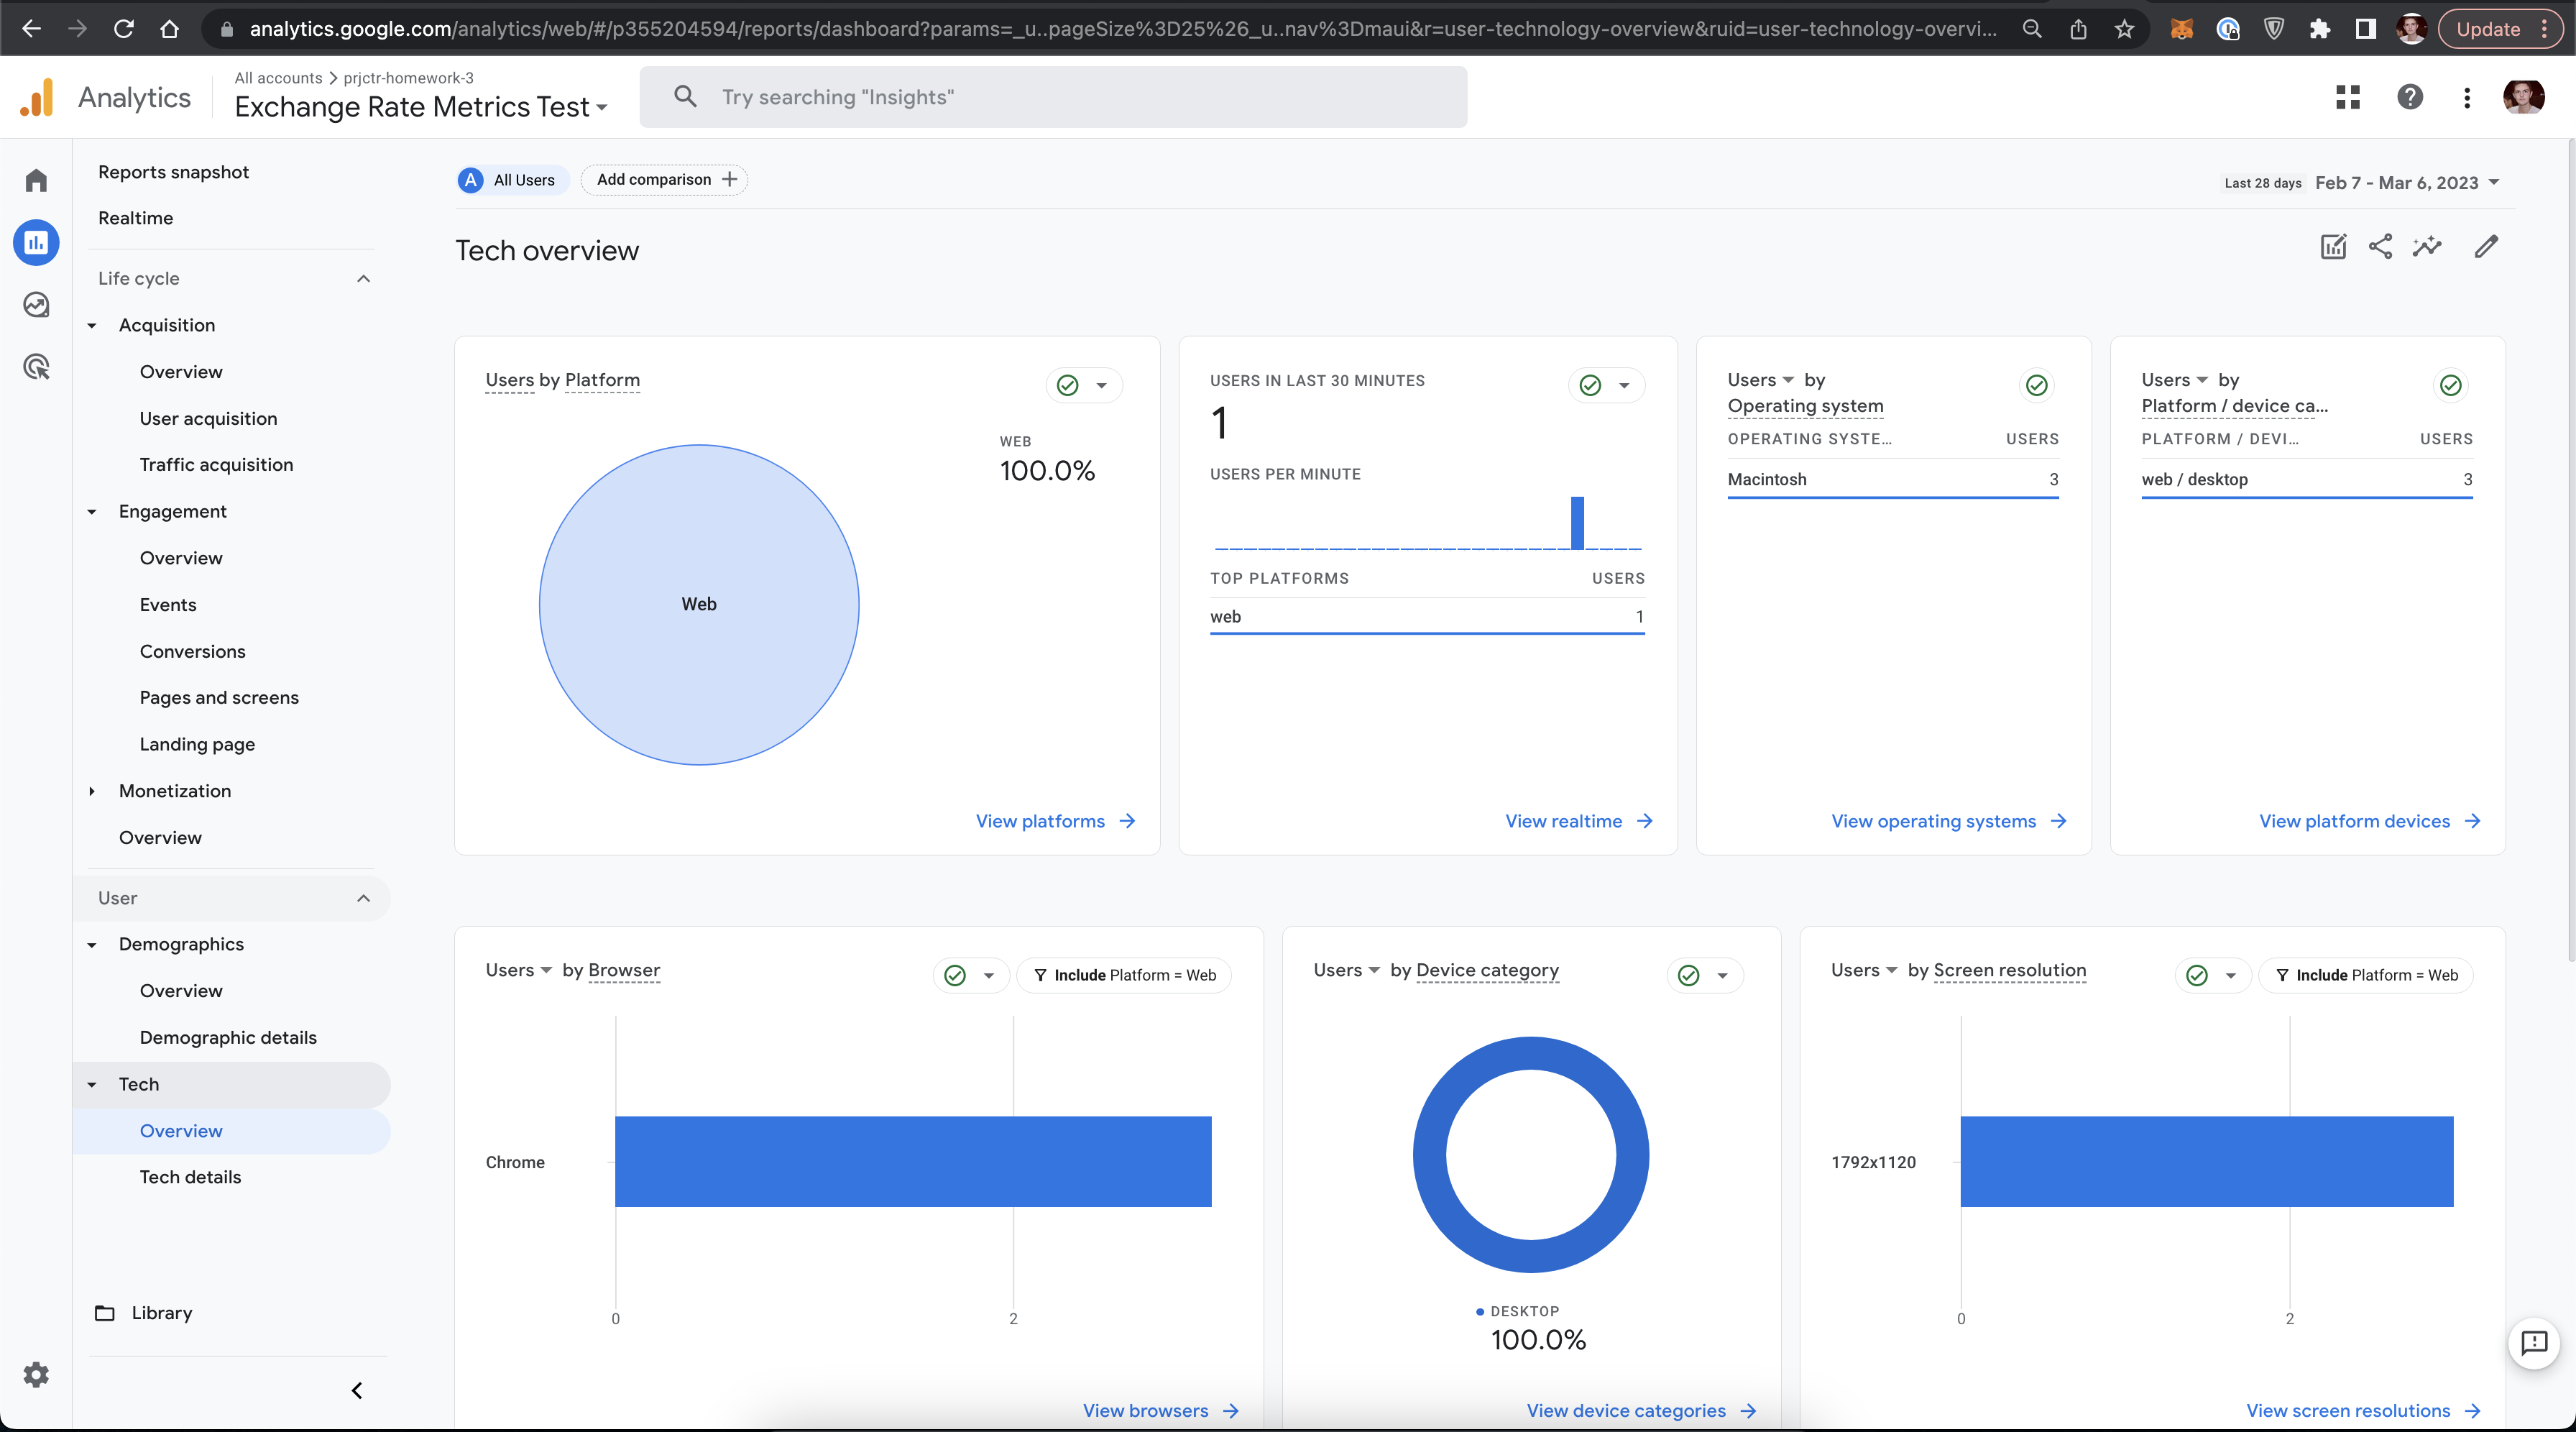 analytics.google.com/analytics/web/#/p355204594/reports/dashboard?params=_u..pageSize%3D25%26_u..nav%3Dmaui&r=user-technology-overview&ruid=user-technology-overvi...
Update
Analytics
All accounts > prjctr-homework-3
Exchange Rate Metrics Test
Try searching "Insights"
Reports snapshot
Realtime
Life cycle
Acquisition
Overview
User acquisition
Traffic acquisition
Engagement
Overview
Events
Conversions
Pages and screens
Landing page
Monetization
Overview
User
Demographics
Overview
Demographic details
Tech
Overview
Tech details
Library
A All Users
Add comparison +
Last 28 days Feb 7 - Mar 6, 2023
Tech overview
Users by Platform
WEB
100.0%
Web
View platforms
USERS IN LAST 30 MINUTES
1
USERS PER MINUTE
TOP PLATFORMS USERS
web 1
View realtime
Users by
Operating system
OPERATING SYSTE... USERS
Macintosh 3
View operating systems
Users by
Platform / device ca...
PLATFORM / DEVI... USERS
web / desktop 3
View platform devices
Users by Browser
Include Platform = Web
Chrome
0 2
View browsers
Users by Device category
DESKTOP
100.0%
View device categories
Users by Screen resolution
Include Platform = Web
1792x1120
0 2
View screen resolutions